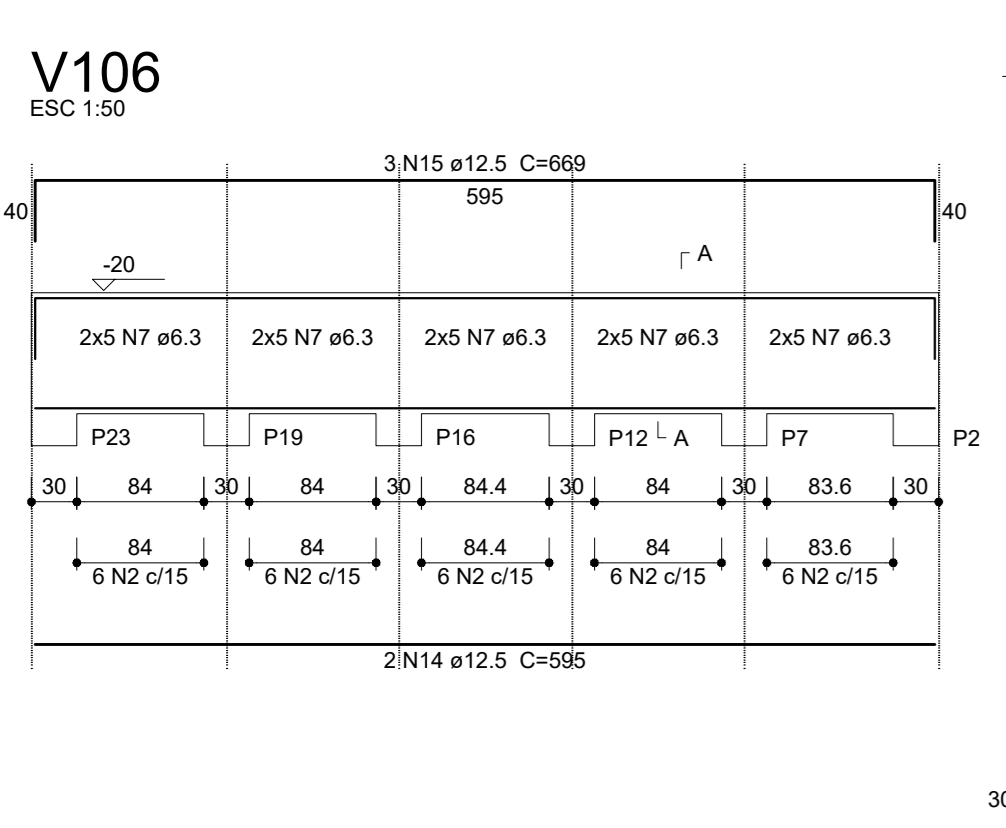 V106
ESC 1:50
3 N15 ø12.5 C=669
595
40
40
A
-20
2x5 N7 ø6.3
2x5 N7 ø6.3
2x5 N7 ø6.3
2x5 N7 ø6.3
2x5 N7 ø6.3
P23
P19
P16
P12
A
P7
P2
30
84
30
84
30
84.4
30
84
30
83.6
30
84
84
84.4
84
83.6
6 N2 c/15
6 N2 c/15
6 N2 c/15
6 N2 c/15
6 N2 c/15
2 N14 ø12.5 C=595